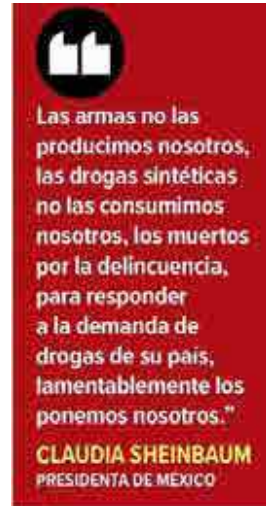 Las armas no las
producimos nosotros,
las drogas sintéticas
no las consumimos
nosotros, los muertos
por la delincuencia,
para responder
a la demanda de
drogas de su país,
lamentablemente los
ponemos nosotros.”
CLAUDIA SHEINBAUM
PRESIDENTA DE MÉXICO